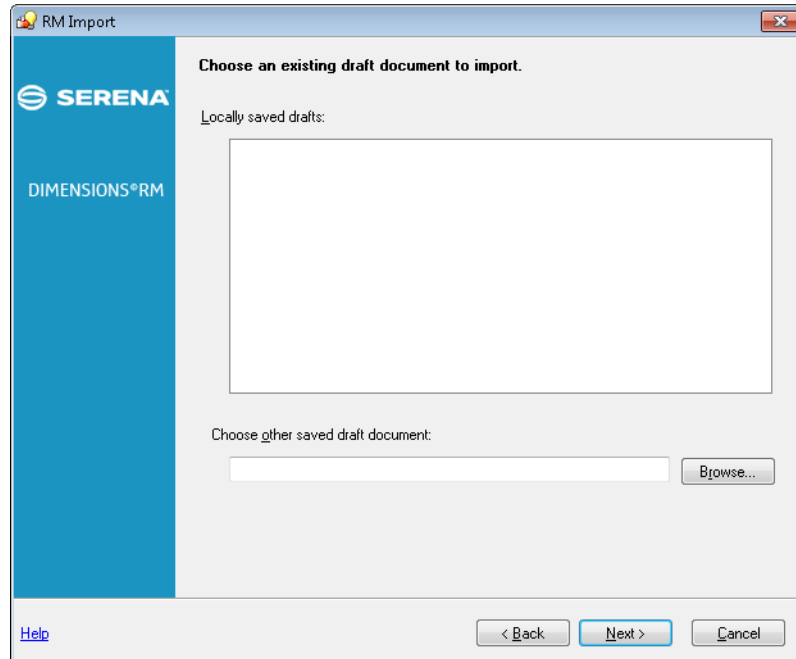 RM Import
SERENA
DIMENSIONS®RM
Choose an existing draft document to import.
Locally saved drafts:
Choose other saved draft document:
Browse...
Help
< Back
Next >
Cancel